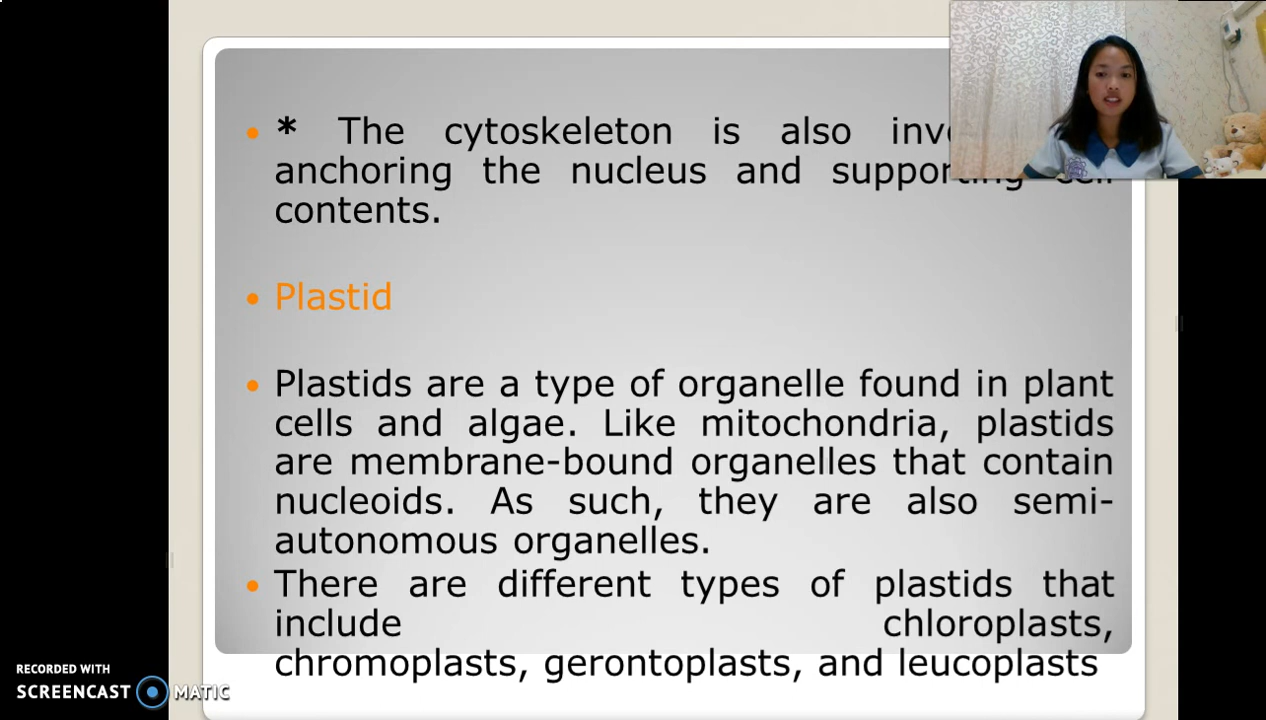 * The cytoskeleton is also
anchoring the nucleus and supporting cell
contents.
Plastid
Plastids are a type of organelle found in plant
cells and algae. Like mitochondria, plastids
are membrane-bound organelles that contain
nucleoids. As such, they are also semi-
autonomous organelles.
There are different types of plastids that
include chloroplasts,
chromoplasts, gerontoplasts, and leucoplasts
RECORDED WITH
SCREENCAST MATIC